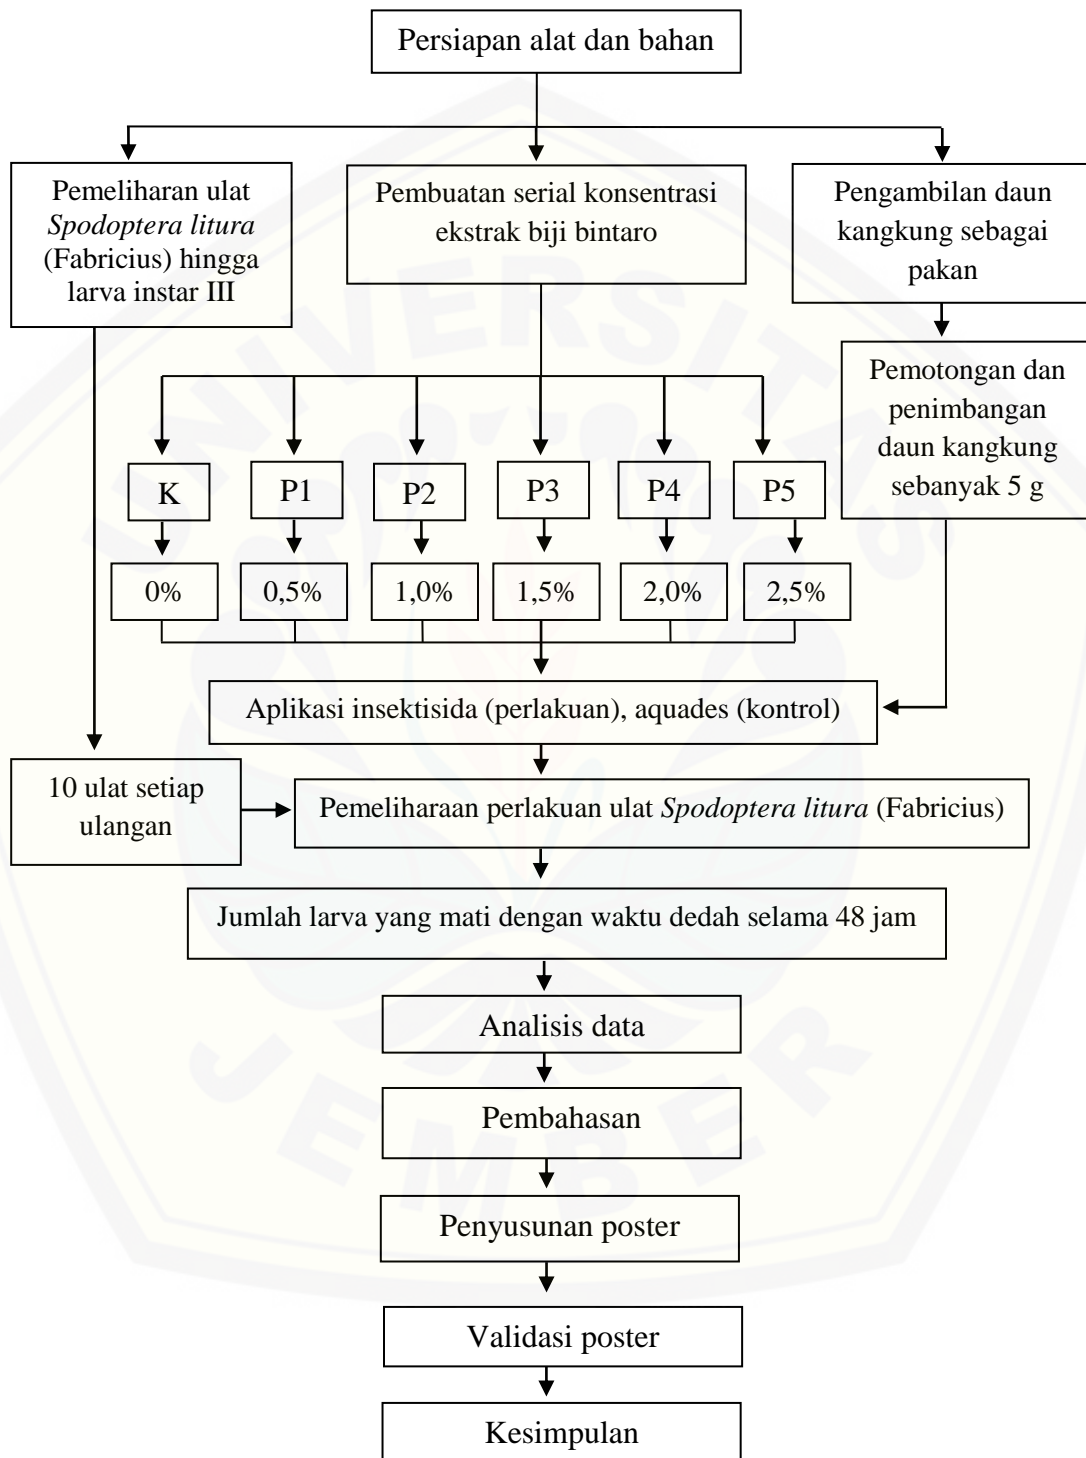 Persiapan alat dan bahan
Pemeliharan ulat
Spodoptera litura
(Fabricius) hingga
larva instar III
Pembuatan serial konsentrasi
ekstrak biji bintaro
Pengambilan daun
kangkung sebagai
pakan
Pemotongan dan
penimbangan
daun kangkung
sebanyak 5 g
K
P1
P2
P3
P4
P5
0%
0,5%
1,0%
1,5%
2,0%
2,5%
Aplikasi insektisida (perlakuan), aquades (kontrol)
10 ulat setiap
ulangan
Pemeliharaan perlakuan ulat Spodoptera litura (Fabricius)
Jumlah larva yang mati dengan waktu dedah selama 48 jam
Analisis data
Pembahasan
Penyusunan poster
Validasi poster
Kesimpulan
UNIVERSITAS
JEMBER